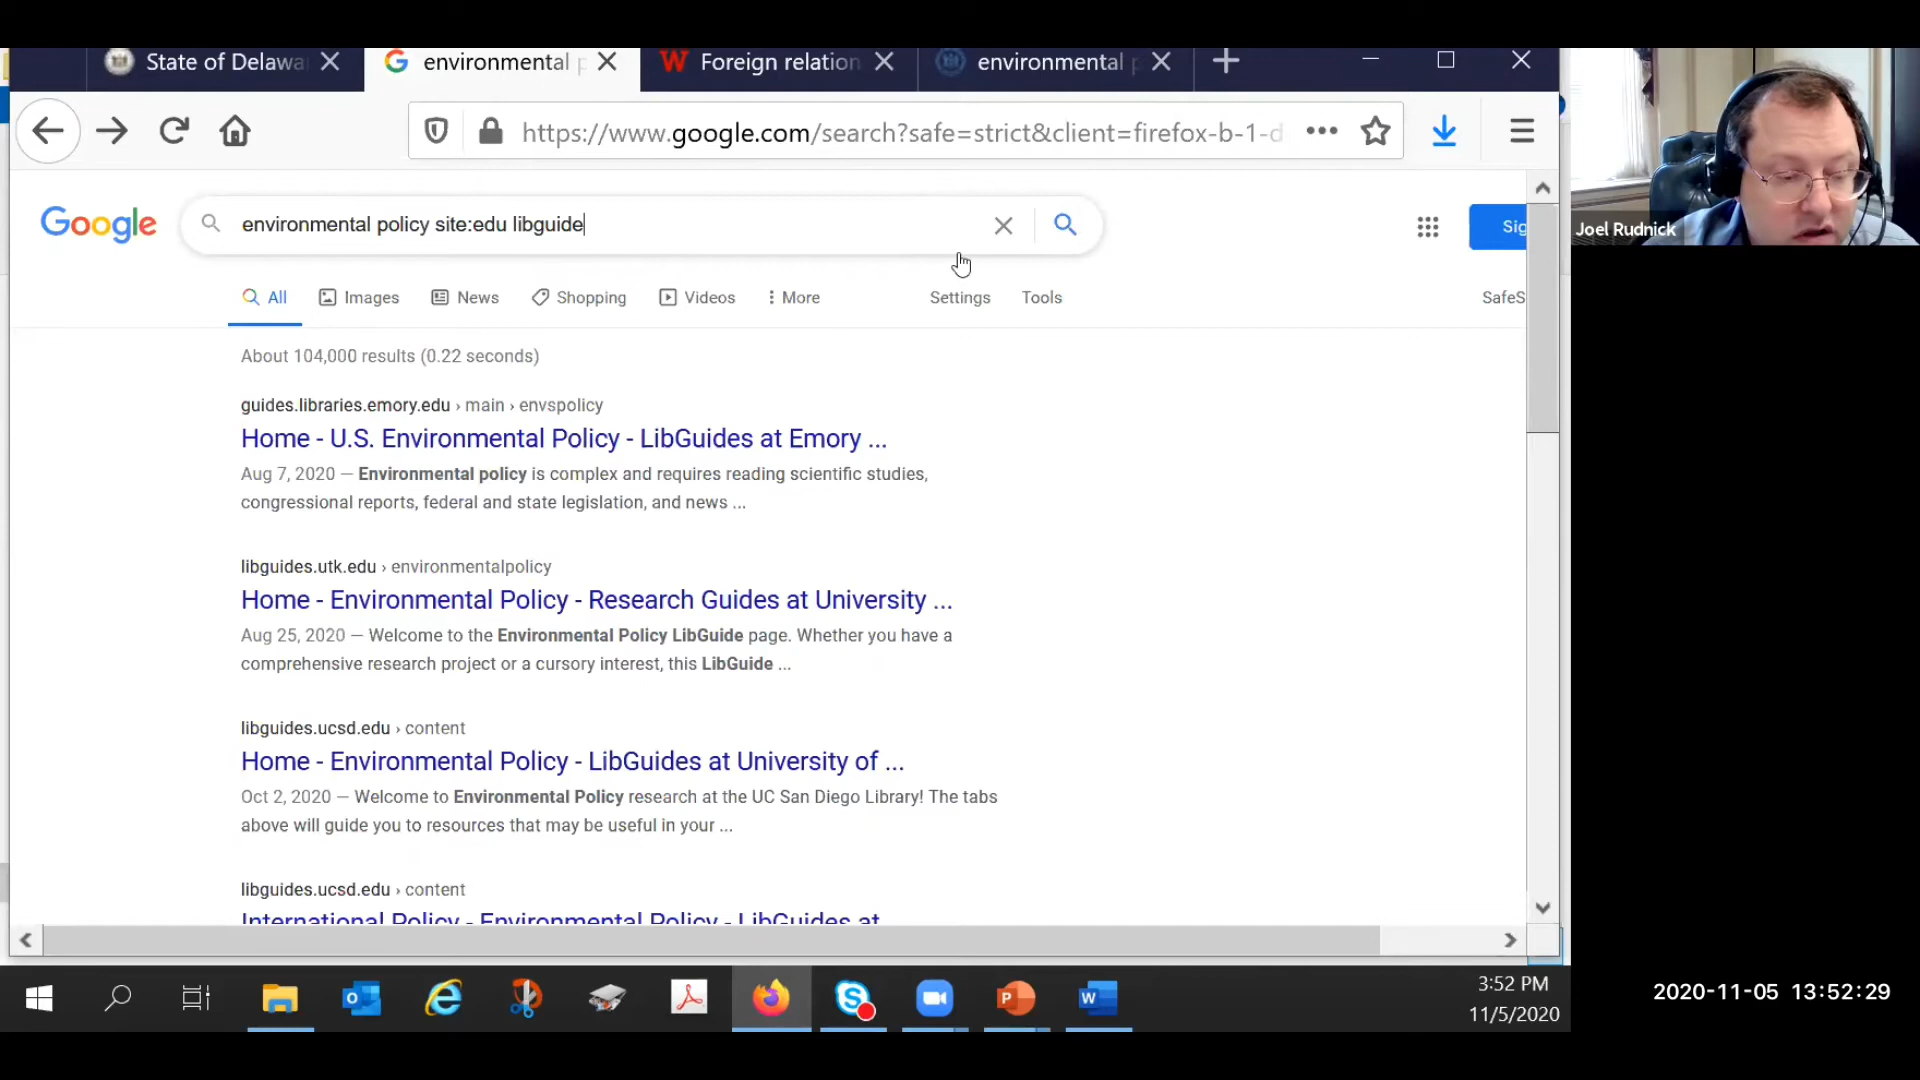 State of Delawa
environmental p
Foreign relation
environmental p
https://www.google.com/search?safe=strict&client=firefox-b-1-d
Google
environmental policy site:edu libguide
Sig
All
Images
News
Shopping
Videos
More
Settings
Tools
SafeS
About 104,000 results (0.22 seconds)
guides.libraries.emory.edu › main › envspolicy
Home - U.S. Environmental Policy - LibGuides at Emory ...
Aug 7, 2020 — Environmental policy is complex and requires reading scientific studies,
congressional reports, federal and state legislation, and news ...
libguides.utk.edu › environmentalpolicy
Home - Environmental Policy - Research Guides at University ...
Aug 25, 2020 — Welcome to the Environmental Policy LibGuide page. Whether you have a
comprehensive research project or a cursory interest, this LibGuide ...
libguides.ucsd.edu › content
Home - Environmental Policy - LibGuides at University of ...
Oct 2, 2020 — Welcome to Environmental Policy research at the UC San Diego Library! The tabs
above will guide you to resources that may be useful in your ...
libguides.ucsd.edu › content
International Policy - Environmental Policy - LibGuides at
Joel Rudnick
3:52 PM
11/5/2020
2020-11-05 13:52:29